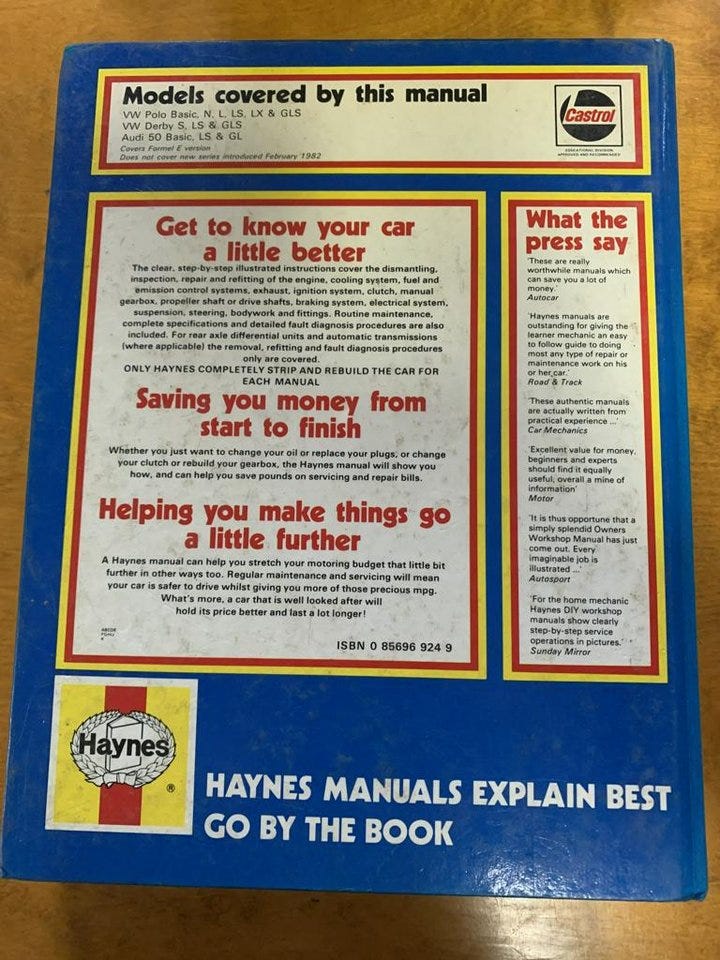 Models covered by this manual
VW Polo Basic, N, L, LS, LX & GLS
VW Derby S, LS & GLS
Audi 50 Basic, LS & GL
Covers Formel E version
Does not cover new series introduced February 1982
Castrol
EDUCATIONAL DIVISION
APPROVED AND RECOMMENDED
Get to know your car
a little better
The clear, step-by-step illustrated instructions cover the dismantling,
inspection, repair and refitting of the engine, cooling system, fuel and
emission control systems, exhaust, ignition system, clutch, manual
gearbox, propeller shaft or drive shafts, braking system, electrical system,
suspension, steering, bodywork and fittings. Routine maintenance,
complete specifications and detailed fault diagnosis procedures are also
included. For rear axle differential units and automatic transmissions
(where applicable) the removal, refitting and fault diagnosis procedures
only are covered.
ONLY HAYNES COMPLETELY STRIP AND REBUILD THE CAR FOR
EACH MANUAL
Saving you money from
start to finish
Whether you just want to change your oil or replace your plugs, or change
your clutch or rebuild your gearbox, the Haynes manual will show you
how, and can help you save pounds on servicing and repair bills.
Helping you make things go
a little further
A Haynes manual can help you stretch your motoring budget that little bit
further in other ways too. Regular maintenance and servicing will mean
your car is safer to drive whilst giving you more of those precious mpg.
What's more, a car that is well looked after will
hold its price better and last a lot longer!
ABCDE
FGHIJ
K
ISBN 0 85696 924 9
What the
press say
'These are really
worthwhile manuals which
can save you a lot of
money.'
Autocar
'Haynes manuals are
outstanding for giving the
learner mechanic an easy
to follow guide to doing
most any type of repair or
maintenance work on his
or her car.'
Road & Track
'These authentic manuals
are actually written from
practical experience ...'
Car Mechanics
'Excellent value for money,
beginners and experts
should find it equally
useful, overall a mine of
information'
Motor
'It is thus opportune that a
simply splendid Owners
Workshop Manual has just
come out. Every
imaginable job is
illustrated ...'
Autosport
'For the home mechanic
Haynes DIY workshop
manuals show clearly
step-by-step service
operations in pictures.'
Sunday Mirror
Haynes
®
HAYNES MANUALS EXPLAIN BEST
GO BY THE BOOK